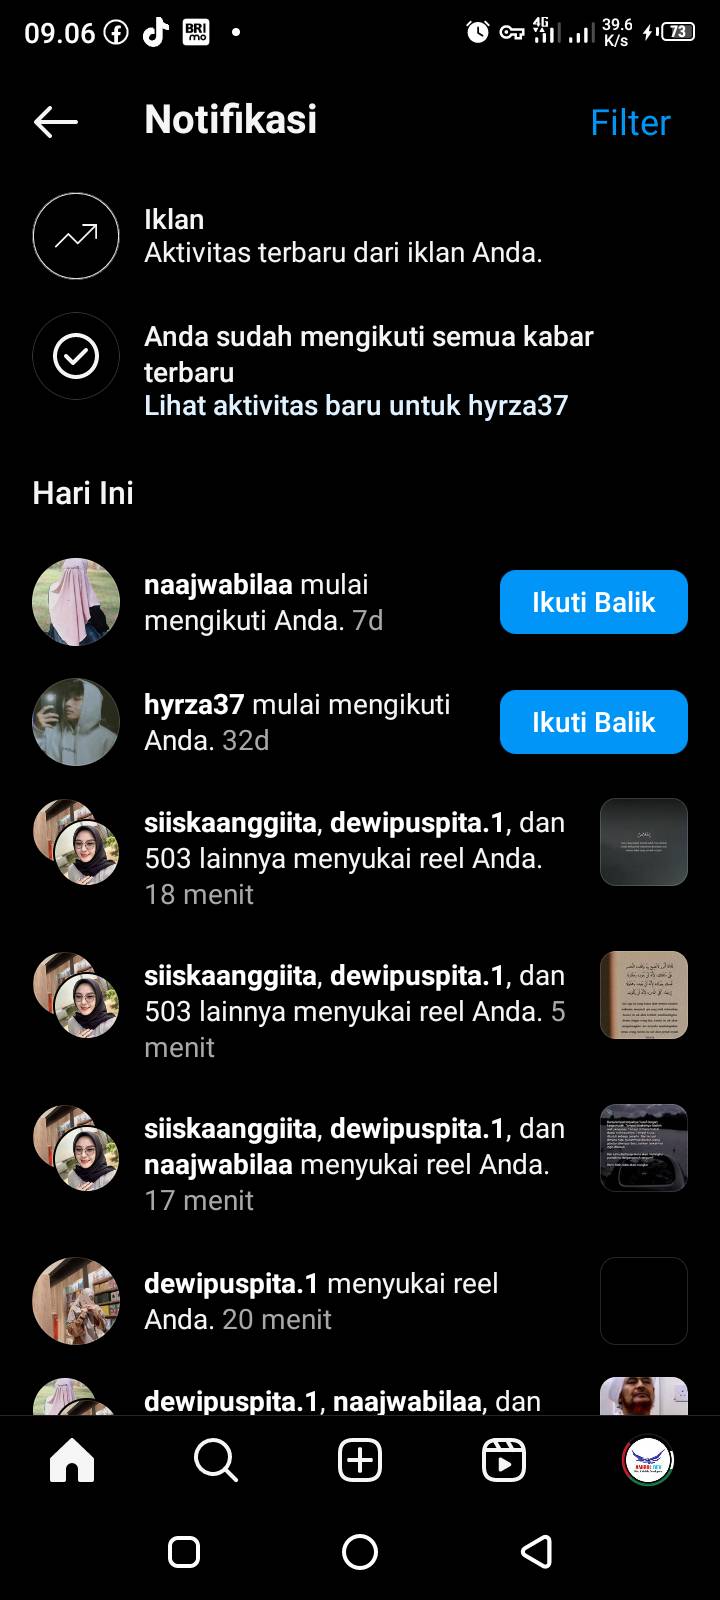 09.06
BRI
mo
4G
39.6
K/s
73
Notifikasi
Filter
Iklan
Aktivitas terbaru dari iklan Anda.
Anda sudah mengikuti semua kabar
terbaru
Lihat aktivitas baru untuk hyrza37
Hari Ini
naajwabilaa mulai
mengikuti Anda. 7d
Ikuti Balik
hyrza37 mulai mengikuti
Anda. 32d
Ikuti Balik
siiskaanggiita, dewipuspita.1, dan
503 lainnya menyukai reel Anda.
18 menit
siiskaanggiita, dewipuspita.1, dan
503 lainnya menyukai reel Anda. 5
menit
siiskaanggiita, dewipuspita.1, dan
naajwabilaa menyukai reel Anda.
17 menit
dewipuspita.1 menyukai reel
Anda. 20 menit
dewipuspita.1, naajwabilaa, dan